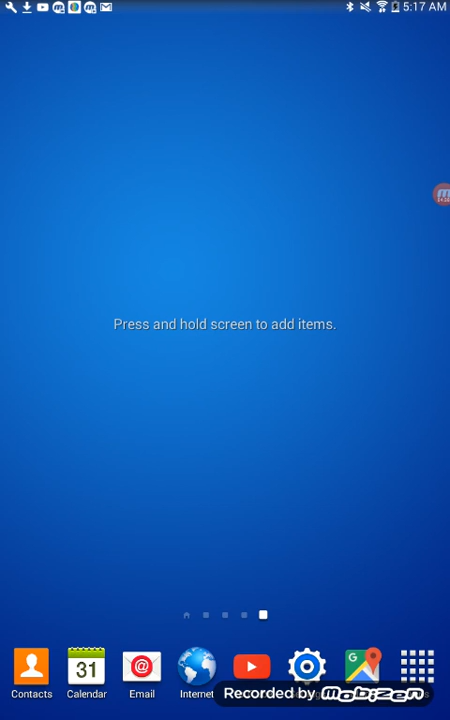 5:17 AM
Press and hold screen to add items.
31
@
G
Contacts
Calendar
Email
Internet
Recorded by Mobizen